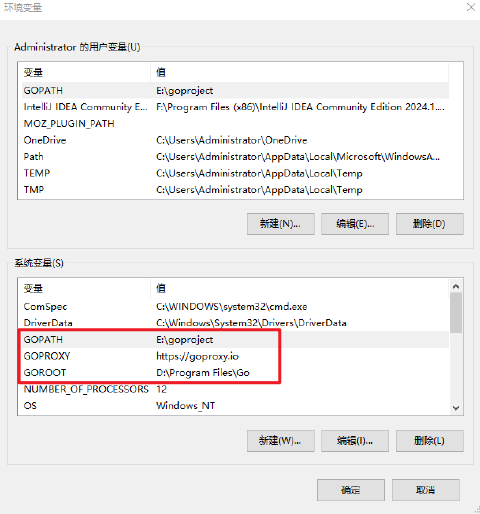 环境变量
Administrator 的用户变量(U)
变量 值
GOPATH E:\goproject
IntelliJ IDEA Community E... F:\Program Files (x86)\IntelliJ IDEA Community Edition 2024.1....
MOZ_PLUGIN_PATH
OneDrive C:\Users\Administrator\OneDrive
Path C:\Users\Administrator\AppData\Local\Microsoft\WindowsA...
TEMP C:\Users\Administrator\AppData\Local\Temp
TMP C:\Users\Administrator\AppData\Local\Temp
新建(N)... 编辑(E)... 删除(D)
系统变量(S)
变量 值
ComSpec C:\WINDOWS\system32\cmd.exe
DriverData C:\Windows\System32\Drivers\DriverData
GOPATH E:\goproject
GOPROXY https://goproxy.io
GOROOT D:\Program Files\Go
NUMBER_OF_PROCESSORS 12
OS Windows_NT
新建(W)... 编辑(I)... 删除(L)
确定 取消